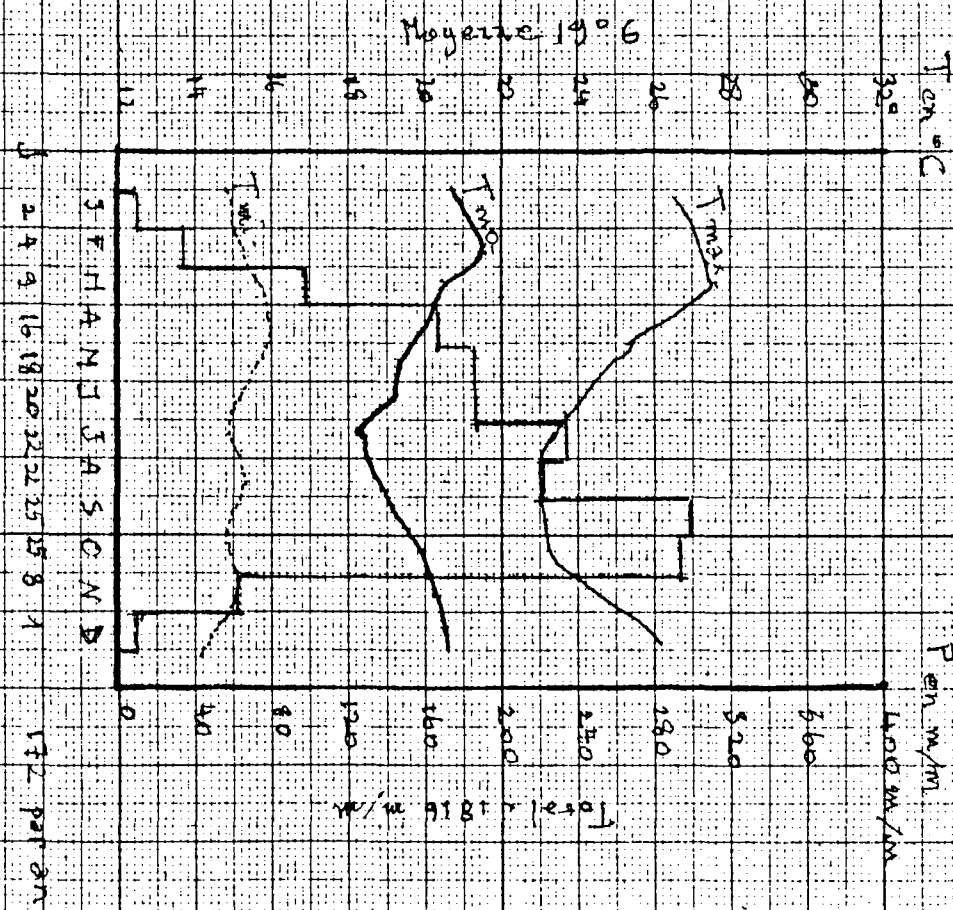 T en °C
P en m/m
32°
30
28
26
24
22
20
18
16
14
12
Moyenne 19°6
400 m/m
360
320
280
240
200
160
120
80
40
0
Total : 1816 m/m
T max
T mo
T mi
J F M A M J J A S O N D
J 2 4 9 16 18 20 22 22 25 25 8 1 172 par an